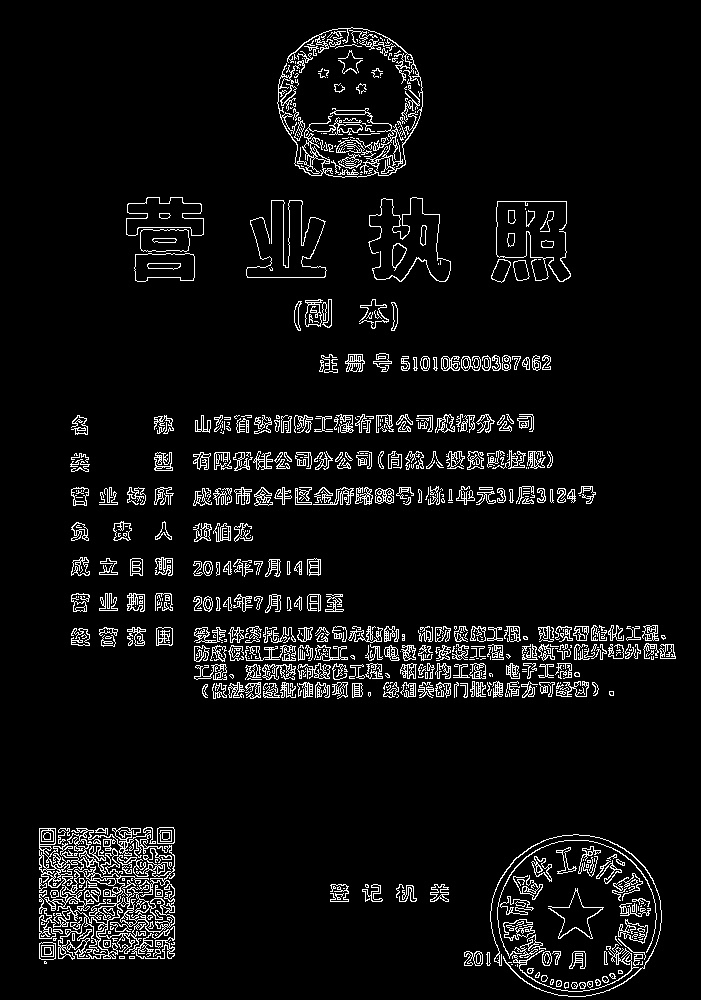 营业执照
(副 本)
注册号 510106000387462
名 称 山东百安消防工程有限公司成都分公司
类 型 有限责任公司分公司(自然人投资或控股)
营业场所 成都市金牛区金府路88号1栋1单元31层3124号
负 责 人 黄伯龙
成立日期 2014年7月14日
营业期限 2014年7月14日至
经营范围 受主体委托从事公司承揽的:消防设施工程、建筑智能化工程、
防腐保温工程的施工、机电设备安装工程、建筑节能外墙外保温
工程、建筑装饰装修工程、钢结构工程、电子工程。
(依法须经批准的项目,经相关部门批准后方可经营)。
成都市金牛工商行政管理局
登记机关
2014年 07月 14日